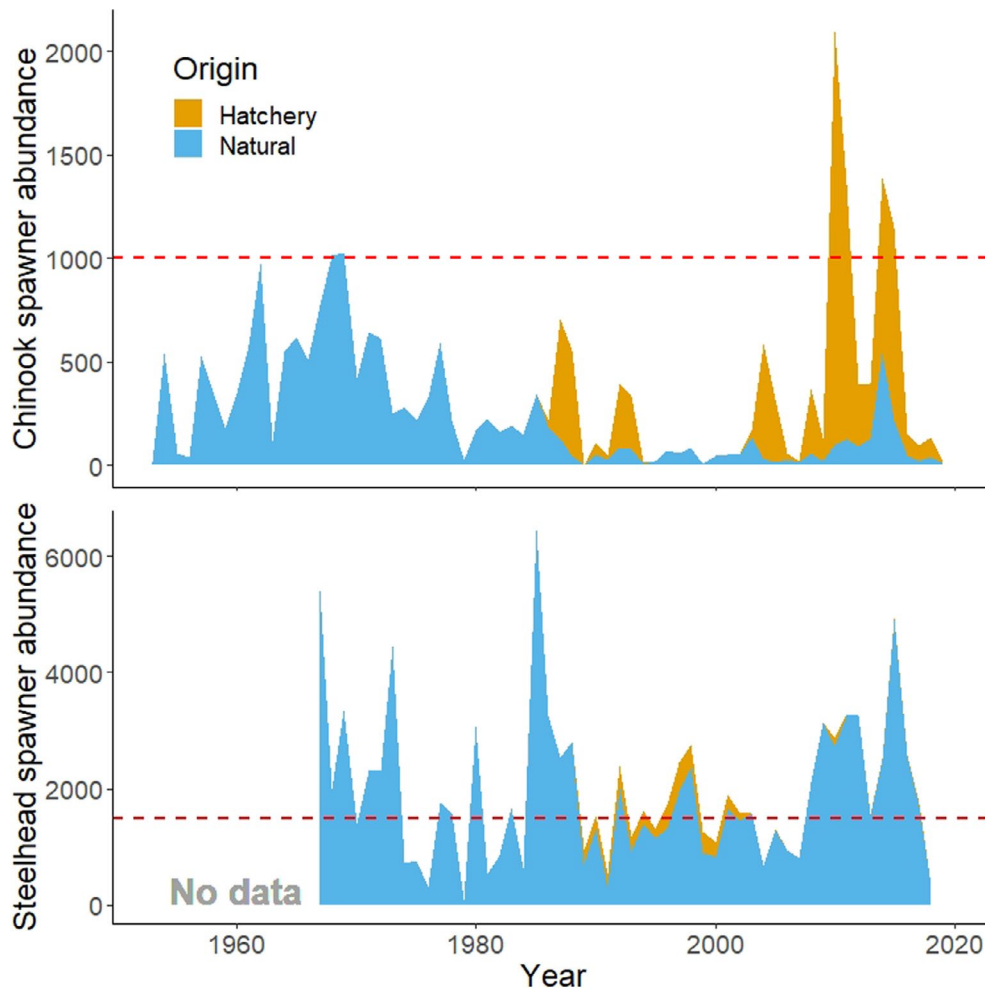 Chinook spawner abundance
2000
1500
1000
500
0
Origin
Hatchery
Natural
Steelhead spawner abundance
6000
4000
2000
0
No data
1960
1980
2000
2020
Year